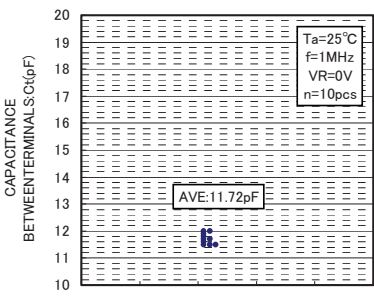 CAPACITANCE
BETWEENTERMINALS:Ct(pF)
20
19
18
17
16
15
14
13
12
11
10
Ta=25℃
f=1MHz
VR=0V
n=10pcs
AVE:11.72pF